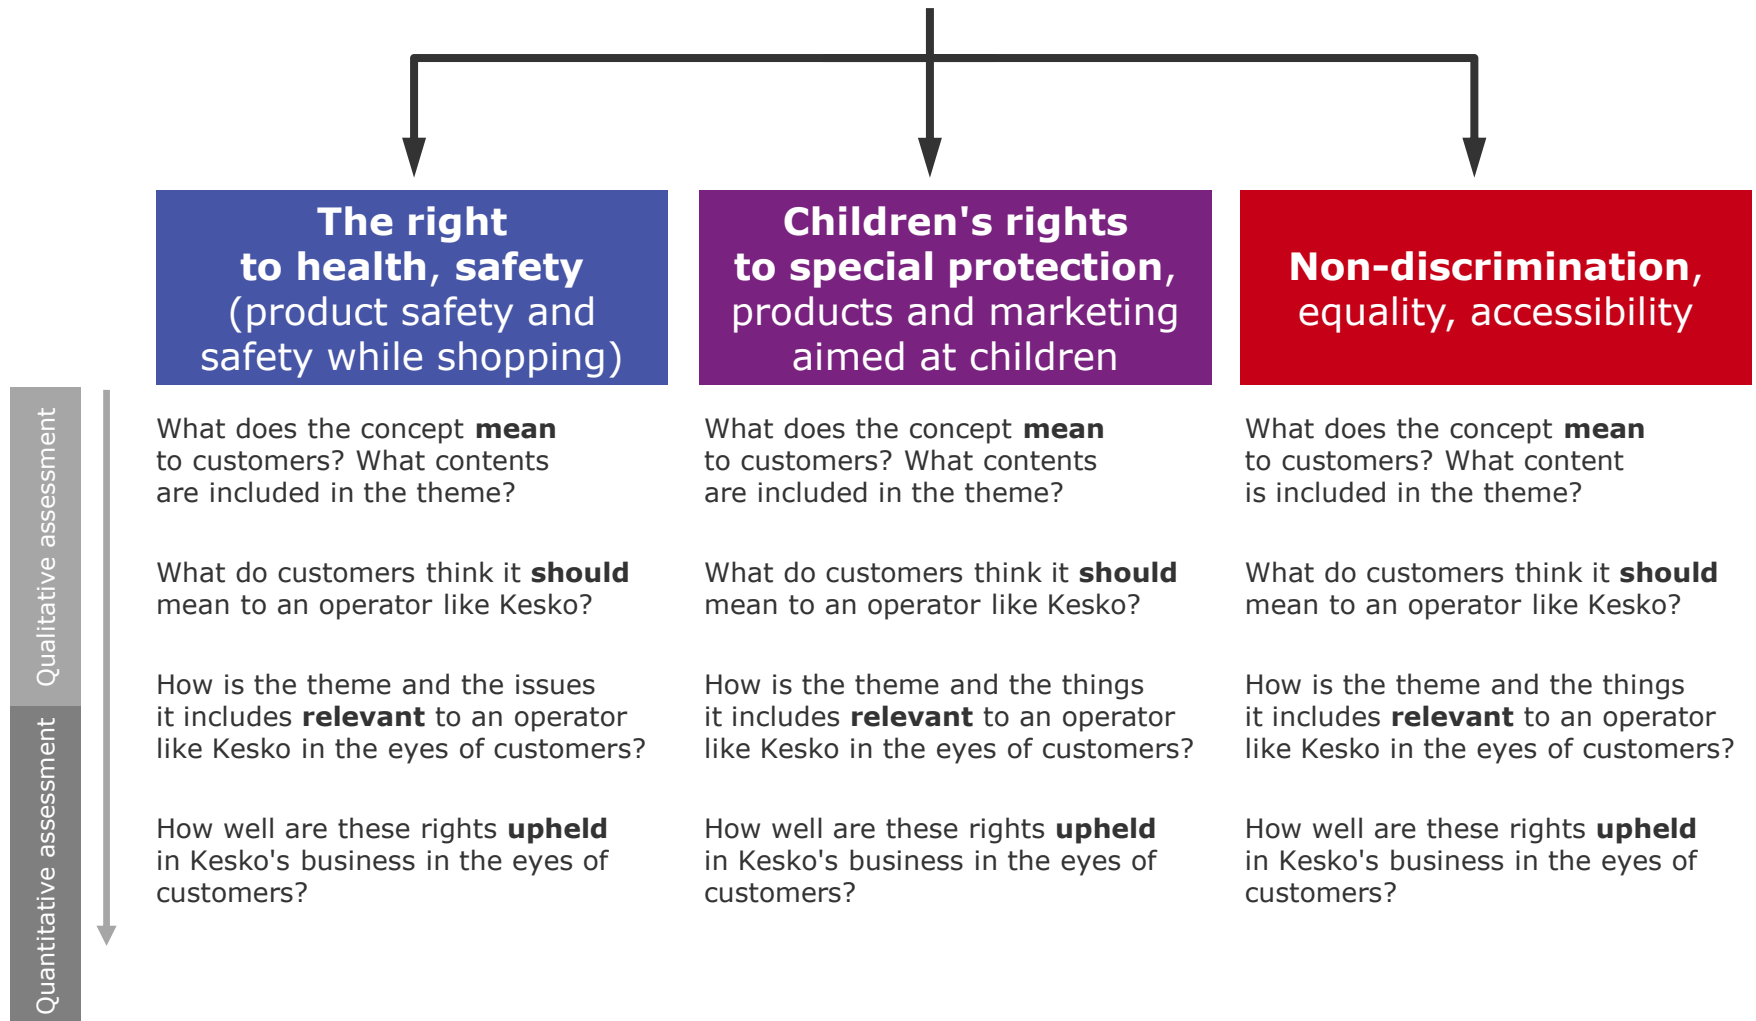 The right
to health, safety
(product safety and
safety while shopping)
Children's rights
to special protection,
products and marketing
aimed at children
Non-discrimination,
equality, accessibility
Qualitative assessment
Quantitative assessment
What does the concept mean
to customers? What contents
are included in the theme?
What do customers think it should
mean to an operator like Kesko?
How is the theme and the issues
it includes relevant to an operator
like Kesko in the eyes of customers?
How well are these rights upheld
in Kesko's business in the eyes of
customers?
What does the concept mean
to customers? What contents
are included in the theme?
What do customers think it should
mean to an operator like Kesko?
How is the theme and the things
it includes relevant to an operator
like Kesko in the eyes of customers?
How well are these rights upheld
in Kesko's business in the eyes of
customers?
What does the concept mean
to customers? What content
is included in the theme?
What do customers think it should
mean to an operator like Kesko?
How is the theme and the things
it includes relevant to an operator
like Kesko in the eyes of customers?
How well are these rights upheld
in Kesko's business in the eyes of
customers?